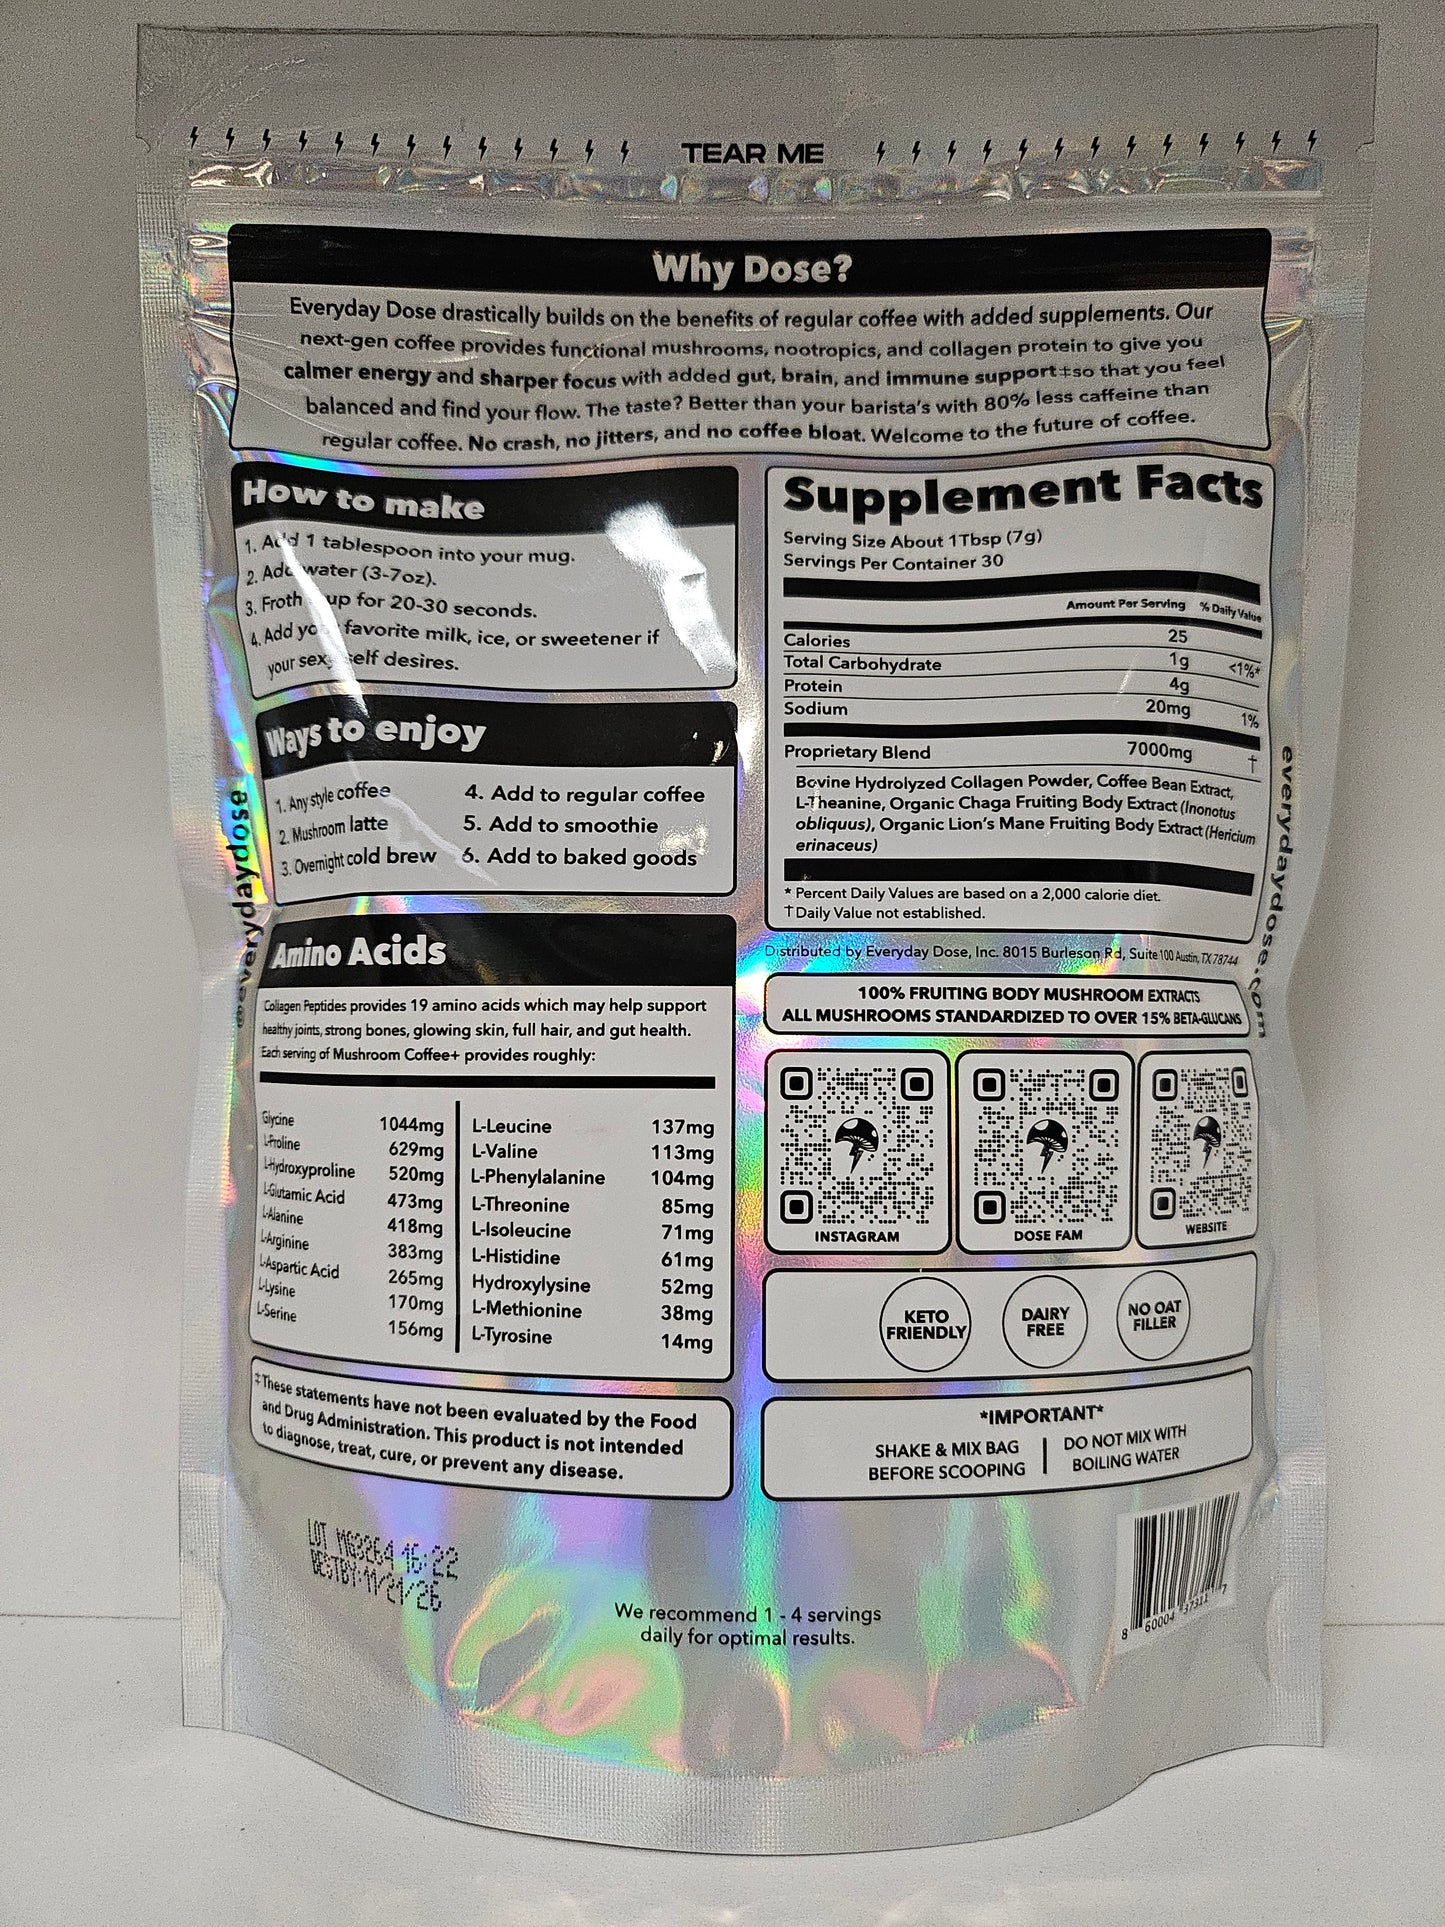 TEAR ME
Why Dose?
Everyday Dose drastically builds on the benefits of regular coffee with added supplements. Our
next-gen coffee provides functional mushrooms, nootropics, and collagen protein to give you
calmer energy and sharper focus with added gut, brain, and immune support‡so that you feel
balanced and find your flow. The taste? Better than your barista's with 80% less caffeine than
regular coffee. No crash, no jitters, and no coffee bloat. Welcome to the future of coffee.
How to make
1. Add 1 tablespoon into your mug.
2. Add water (3-7oz).
3. Froth up for 20-30 seconds.
4. Add your favorite milk, ice, or sweetener if
your sexy self desires.
Ways to enjoy
1. Any style coffee
2. Mushroom latte
3. Overnight cold brew
4. Add to regular coffee
5. Add to smoothie
6. Add to baked goods
Amino Acids
Collagen Peptides provides 19 amino acids which may help support
healthy joints, strong bones, glowing skin, full hair, and gut health.
Each serving of Mushroom Coffee+ provides roughly:
Glycine 1044mg
L-Proline 629mg
L-Hydroxyproline 520mg
L-Glutamic Acid 473mg
L-Alanine 418mg
L-Arginine 383mg
L-Aspartic Acid 265mg
L-Lysine 170mg
L-Serine 156mg
L-Leucine 137mg
L-Valine 113mg
L-Phenylalanine 104mg
L-Threonine 85mg
L-Isoleucine 71mg
L-Histidine 61mg
Hydroxylysine 52mg
L-Methionine 38mg
L-Tyrosine 14mg
‡These statements have not been evaluated by the Food
and Drug Administration. This product is not intended
to diagnose, treat, cure, or prevent any disease.
@everydaydose
Supplement Facts
Serving Size About 1Tbsp (7g)
Servings Per Container 30
Amount Per Serving % Daily Value
Calories 25
Total Carbohydrate 1g <1%*
Protein 4g
Sodium 20mg 1%
Proprietary Blend 7000mg †
Bovine Hydrolyzed Collagen Powder, Coffee Bean Extract,
L-Theanine, Organic Chaga Fruiting Body Extract (Inonotus
obliquus), Organic Lion's Mane Fruiting Body Extract (Hericium
erinaceus)
* Percent Daily Values are based on a 2,000 calorie diet.
† Daily Value not established.
Distributed by Everyday Dose, Inc. 8015 Burleson Rd, Suite 100 Austin, TX 78744
100% FRUITING BODY MUSHROOM EXTRACTS
ALL MUSHROOMS STANDARDIZED TO OVER 15% BETA-GLUCANS
INSTAGRAM
DOSE FAM
WEBSITE
KETO
FRIENDLY
DAIRY
FREE
NO OAT
FILLER
*IMPORTANT*
SHAKE & MIX BAG
BEFORE SCOOPING
DO NOT MIX WITH
BOILING WATER
everydaydose.com
LOT MG3264 16:22
BESTBY:11/21/26
We recommend 1 - 4 servings
daily for optimal results.
8 60004 37311 7